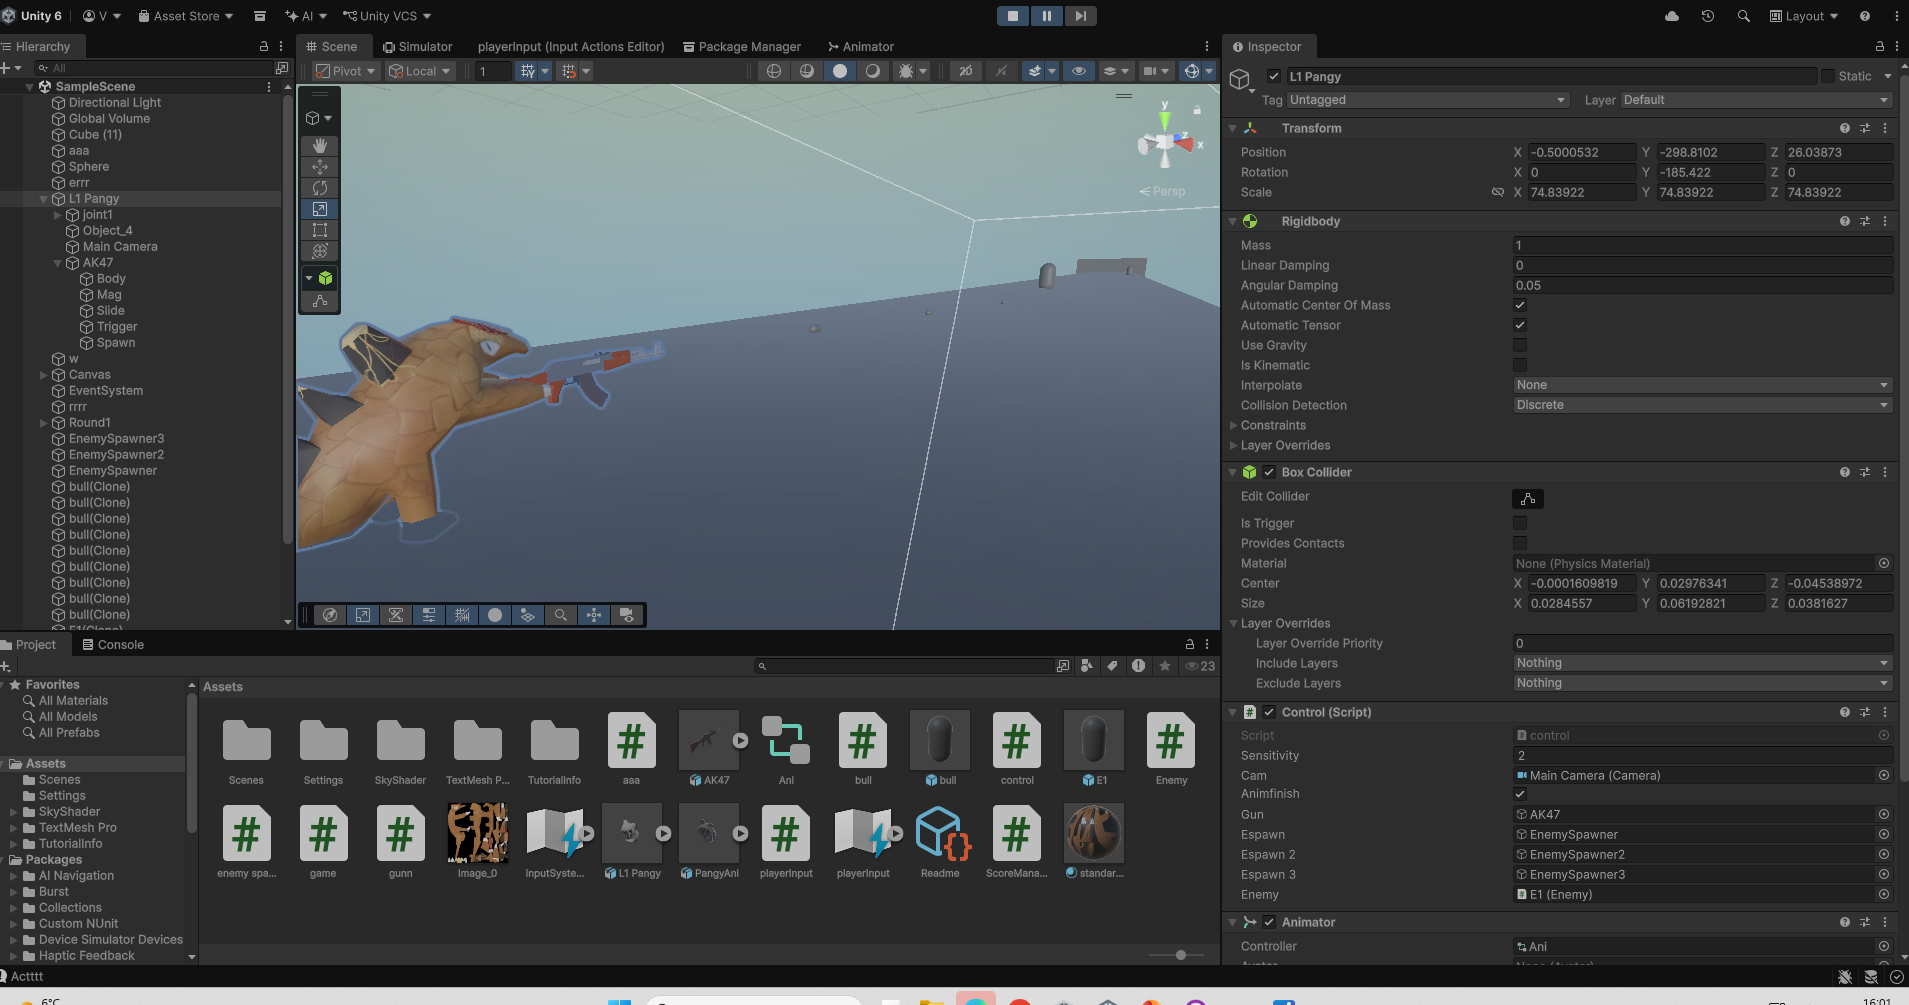 Unity 6 V Asset Store AI Unity VCS Layout
Hierarchy
Scene Simulator playerInput (Input Actions Editor) Package Manager Animator
Inspector
All
Pivot Local 1 2D
SampleScene
Directional Light
Global Volume
Cube (11)
aaa
Sphere
errr
L1 Pangy
joint1
Object_4
Main Camera
AK47
Body
Mag
Slide
Trigger
Spawn
w
Canvas
EventSystem
rrrr
Round1
EnemySpawner3
EnemySpawner2
EnemySpawner
bull(Clone)
bull(Clone)
bull(Clone)
bull(Clone)
bull(Clone)
bull(Clone)
bull(Clone)
bull(Clone)
bull(Clone)
E1(Clone)
y
z
x
Persp
L1 Pangy Static
Tag Untagged Layer Default
Transform
Position X -0.5000532 Y -298.8102 Z 26.03873
Rotation X 0 Y -185.422 Z 0
Scale X 74.83922 Y 74.83922 Z 74.83922
Rigidbody
Mass 1
Linear Damping 0
Angular Damping 0.05
Automatic Center Of Mass
Automatic Tensor
Use Gravity
Is Kinematic
Interpolate None
Collision Detection Discrete
Constraints
Layer Overrides
Box Collider
Edit Collider
Is Trigger
Provides Contacts
Material None (Physics Material)
Center X -0.0001609819 Y 0.02976341 Z -0.04538972
Size X 0.0284557 Y 0.06192821 Z 0.0381627
Layer Overrides
Layer Override Priority 0
Include Layers Nothing
Exclude Layers Nothing
Control (Script)
Script control
Sensitivity 2
Cam Main Camera (Camera)
Animfinish
Gun AK47
Espawn EnemySpawner
Espawn 2 EnemySpawner2
Espawn 3 EnemySpawner3
Enemy E1 (Enemy)
Animator
Controller Ani
Project Console
23
Favorites
All Materials
All Models
All Prefabs
Assets
Scenes
Settings
SkyShader
TextMesh Pro
TutorialInfo
Packages
AI Navigation
Burst
Collections
Custom NUnit
Device Simulator Devices
Haptic Feedback
Assets
Scenes Settings SkyShader TextMesh P... TutorialInfo aaa AK47 Ani bull bull control E1 Enemy
enemy spa... game gunn Image_0 InputSyste... L1 Pangy PangyAni playerInput playerInput Readme ScoreMana... standar...
Actttt
6°C
16:01